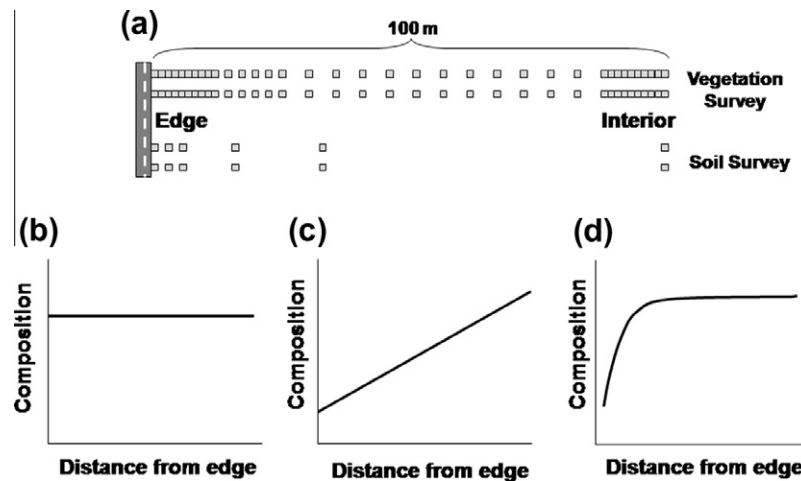 (a)
100 m
Vegetation
Survey
Edge
Interior
Soil Survey
(b)
(c)
(d)
Composition
Composition
Composition
Distance from edge
Distance from edge
Distance from edge